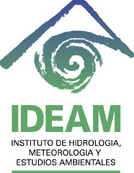 IDEAM
INSTITUTO DE HIDROLOGIA,
METEOROLOGIA Y
ESTUDIOS AMBIENTALES